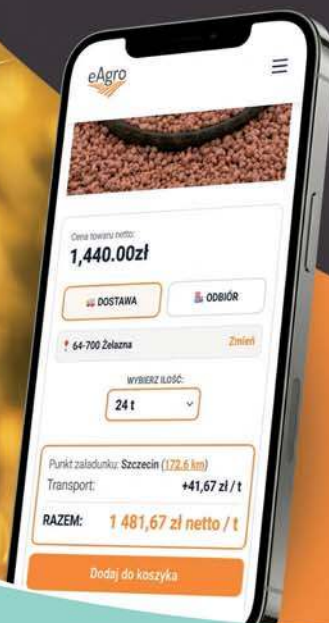 eAgro
Cena towaru netto:
1,440.00zł
DOSTAWA
ODBIÓR
64-700 Żelazna
Zmień
WYBIERZ ILOŚĆ:
24 t
Punkt załadunku: Szczecin (172.6 km)
Transport: +41,67 zł / t
RAZEM: 1 481,67 zł netto / t
Dodaj do koszyka